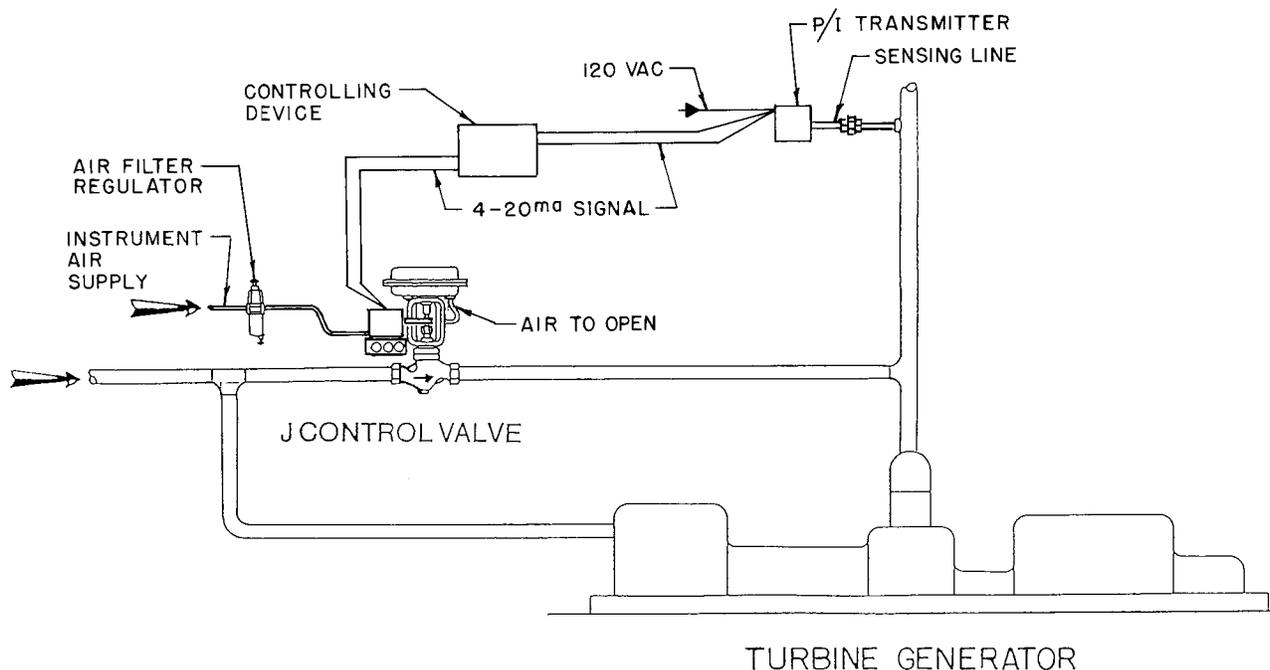 P/I TRANSMITTER
SENSING LINE
120 VAC
CONTROLLING
DEVICE
AIR FILTER
REGULATOR
4-20ma SIGNAL
INSTRUMENT
AIR
SUPPLY
AIR TO OPEN
J CONTROL VALVE
TURBINE GENERATOR